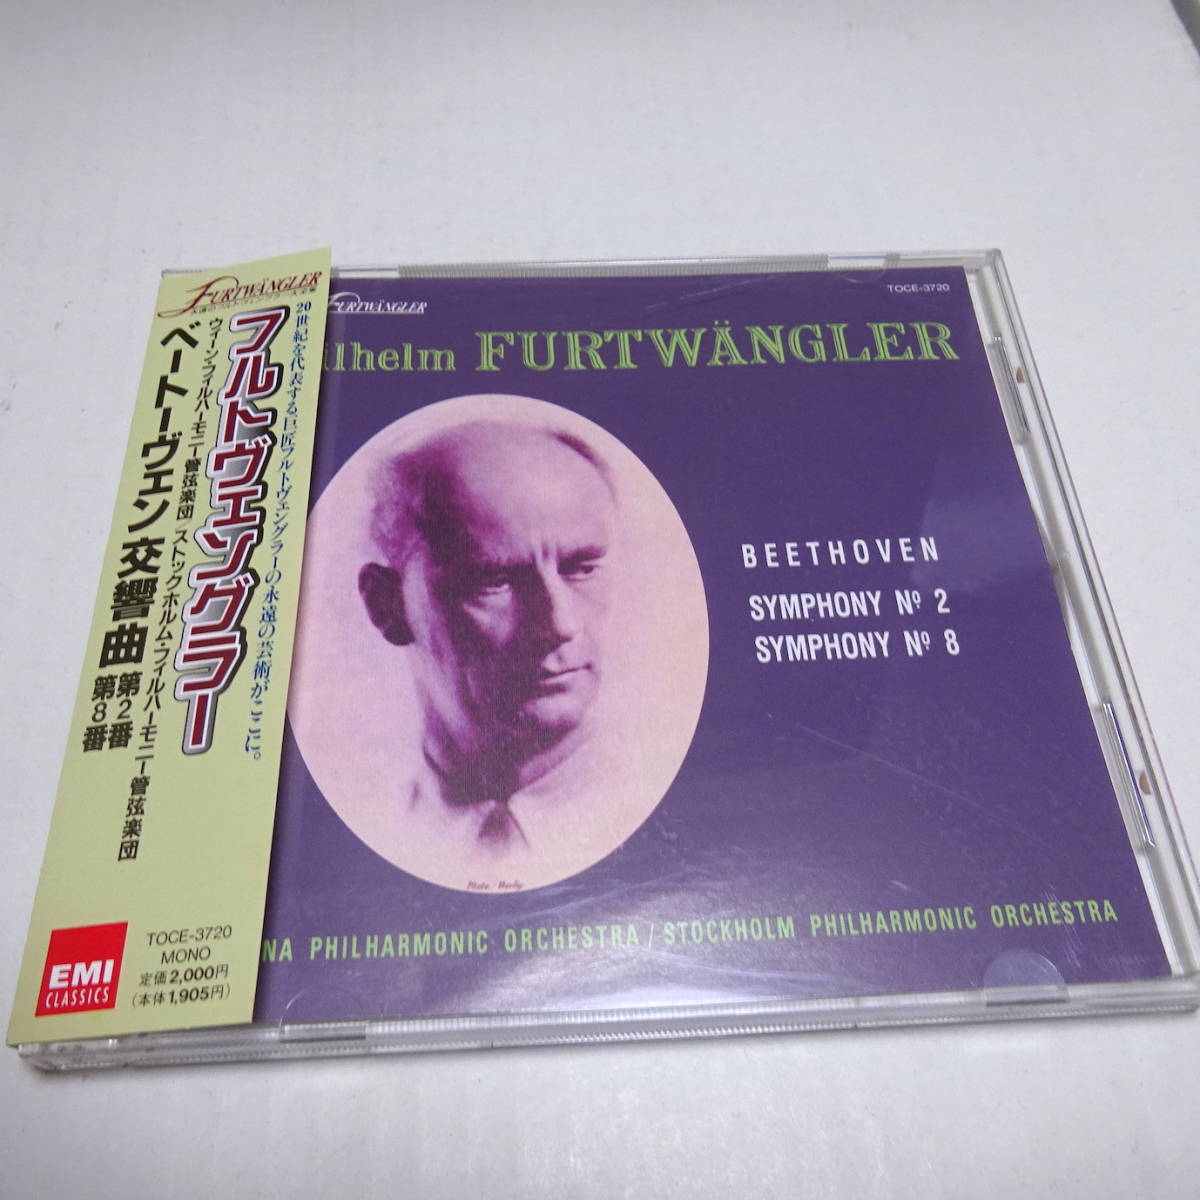 FURTWÄNGLER
20世紀を代表する巨匠フルトヴェングラーの永遠の芸術がここに。
フルトヴェングラー
ウィーン・フィルハーモニー管弦楽団/ストックホルム・フィルハーモニー管弦楽団
ベートーヴェン 交響曲 第2番
第8番
EMI
CLASSICS
TOCE-3720
MONO
定価2,000円
(本体1,905円)
TOCE-3720
FURTWÄNGLER
ilhelm FURTWÄNGLER
BEETHOVEN
SYMPHONY Nº 2
SYMPHONY Nº 8
Photo: Hardy
NA PHILHARMONIC ORCHESTRA/STOCKHOLM PHILHARMONIC ORCHESTRA